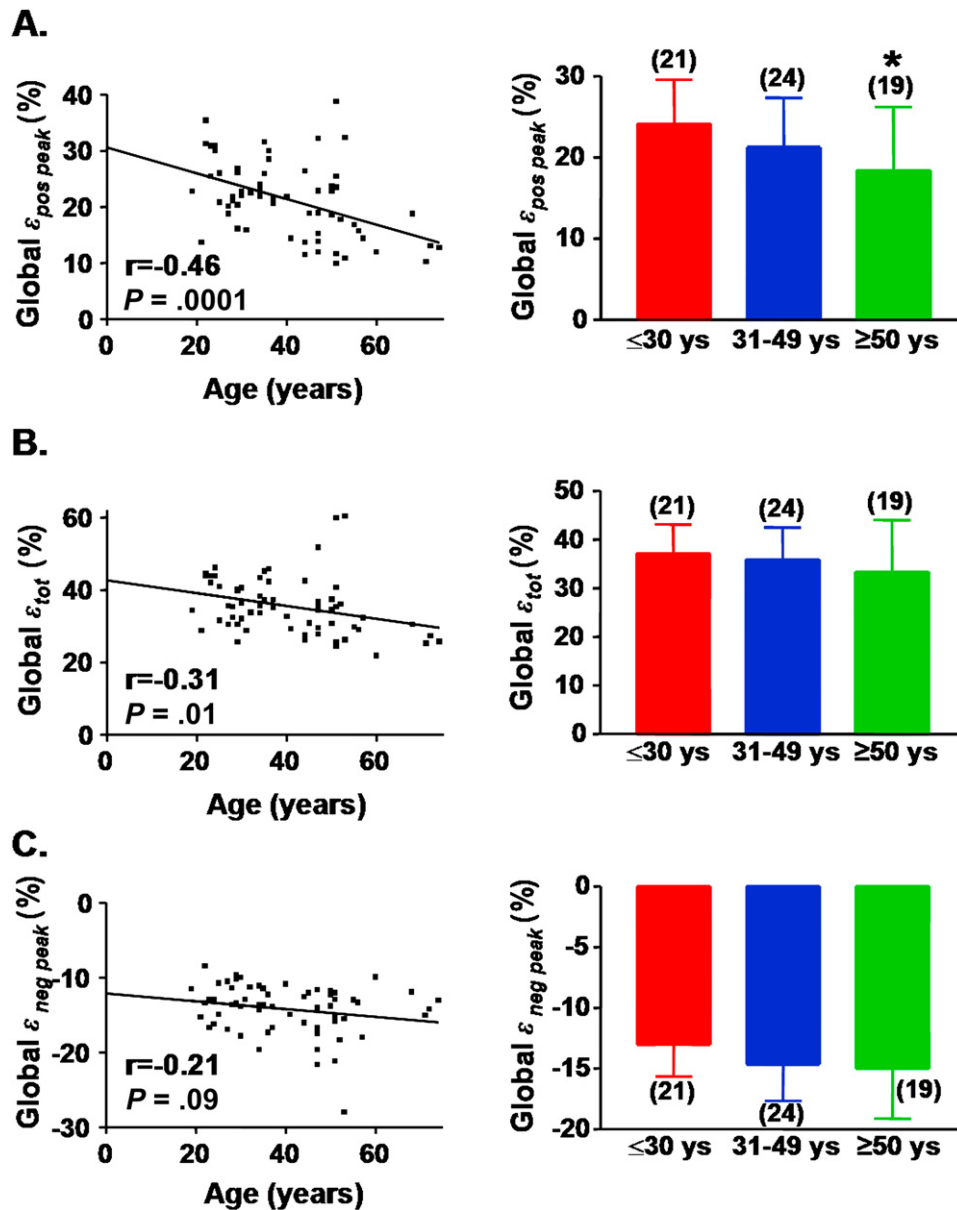 A.
Global εpos peak (%)
40
30
20
10
0
r=-0.46
P = .0001
0 20 40 60
Age (years)
Global εpos peak (%)
30
20
10
0
(21) (24) (19)
*
≤30 ys 31-49 ys ≥50 ys
B.
Global εtot (%)
60
40
20
0
r=-0.31
P = .01
0 20 40 60
Age (years)
Global εtot (%)
50
40
30
20
10
0
(21) (24) (19)
≤30 ys 31-49 ys ≥50 ys
C.
Global ε neg peak (%)
0
-10
-20
-30
r=-0.21
P = .09
0 20 40 60
Age (years)
Global ε neg peak (%)
0
-5
-10
-15
-20
(21) (24) (19)
≤30 ys 31-49 ys ≥50 ys